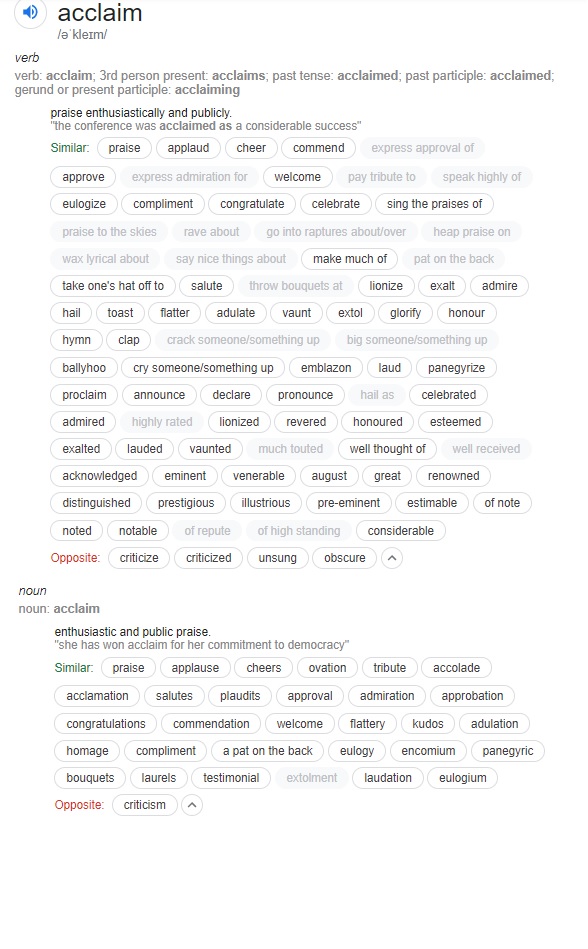 acclaim
/əˈkleɪm/
verb
verb: acclaim; 3rd person present: acclaims; past tense: acclaimed; past participle: acclaimed;
gerund or present participle: acclaiming
praise enthusiastically and publicly.
"the conference was acclaimed as a considerable success"
Similar: praise applaud cheer commend express approval of
approve express admiration for welcome pay tribute to speak highly of
eulogize compliment congratulate celebrate sing the praises of
praise to the skies rave about go into raptures about/over heap praise on
wax lyrical about say nice things about make much of pat on the back
take one's hat off to salute throw bouquets at lionize exalt admire
hail toast flatter adulate vaunt extol glorify honour
hymn clap crack someone/something up big someone/something up
ballyhoo cry someone/something up emblazon laud panegyrize
proclaim announce declare pronounce hail as celebrated
admired highly rated lionized revered honoured esteemed
exalted lauded vaunted much touted well thought of well received
acknowledged eminent venerable august great renowned
distinguished prestigious illustrious pre-eminent estimable of note
noted notable of repute of high standing considerable
Opposite: criticize criticized unsung obscure
noun
noun: acclaim
enthusiastic and public praise.
"she has won acclaim for her commitment to democracy"
Similar: praise applause cheers ovation tribute accolade
acclamation salutes plaudits approval admiration approbation
congratulations commendation welcome flattery kudos adulation
homage compliment a pat on the back eulogy encomium panegyric
bouquets laurels testimonial extolment laudation eulogium
Opposite: criticism